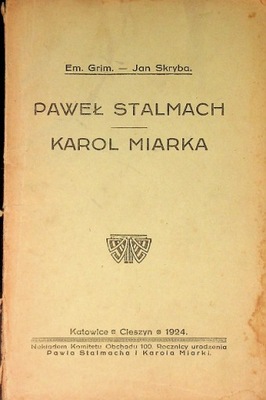 Em. Grim. — Jan Skryba.
PAWEŁ STALMACH
KAROL MIARKA
Katowice ¤ Cieszyn ¤ 1924.
Nakładem Komitetu Obchodu 100. Rocznicy urodzenia
Pawła Stalmacha i Karola Miarki.